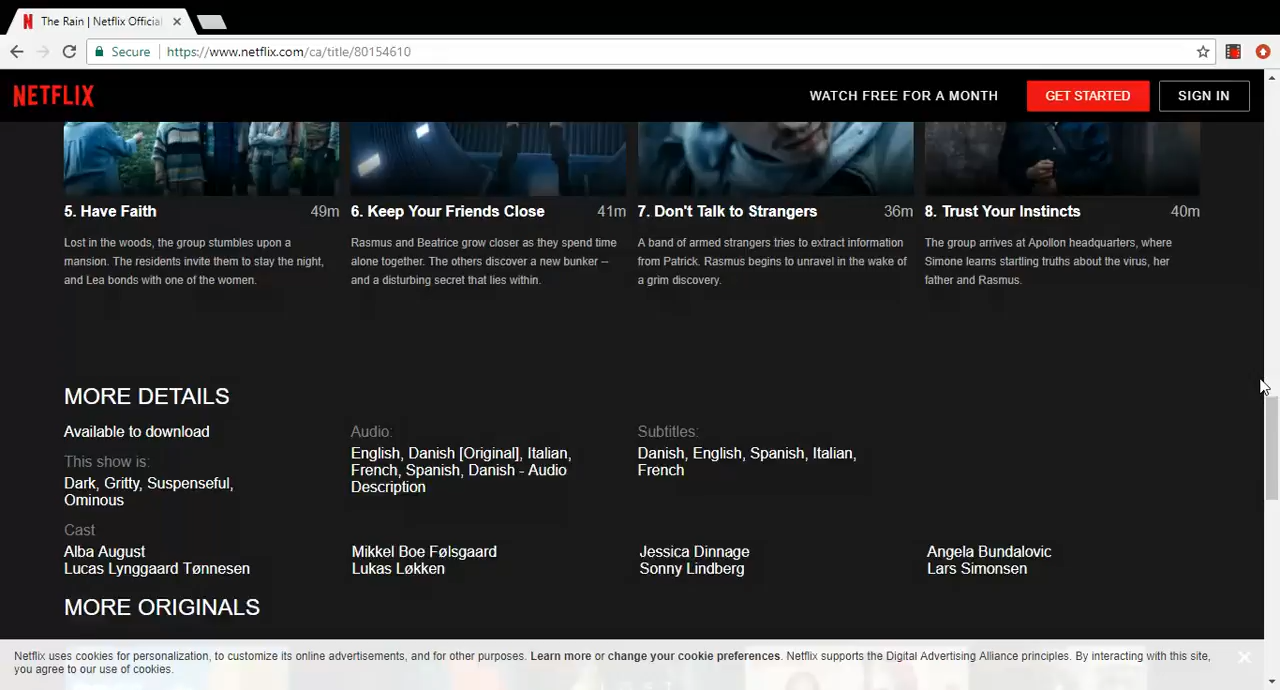 The Rain | Netflix Officia
Secure https://www.netflix.com/ca/title/80154610
NETFLIX
WATCH FREE FOR A MONTH
GET STARTED
SIGN IN
5. Have Faith 49m
Lost in the woods, the group stumbles upon a
mansion. The residents invite them to stay the night,
and Lea bonds with one of the women.
6. Keep Your Friends Close 41m
Rasmus and Beatrice grow closer as they spend time
alone together. The others discover a new bunker --
and a disturbing secret that lies within.
7. Don't Talk to Strangers 36m
A band of armed strangers tries to extract information
from Patrick. Rasmus begins to unravel in the wake of
a grim discovery.
8. Trust Your Instincts 40m
The group arrives at Apollon headquarters, where
Simone learns startling truths about the virus, her
father and Rasmus.
MORE DETAILS
Available to download
This show is:
Dark, Gritty, Suspenseful,
Ominous
Audio:
English, Danish [Original], Italian,
French, Spanish, Danish - Audio
Description
Subtitles:
Danish, English, Spanish, Italian,
French
Cast
Alba August
Lucas Lynggaard Tønnesen
Mikkel Boe Følsgaard
Lukas Løkken
Jessica Dinnage
Sonny Lindberg
Angela Bundalovic
Lars Simonsen
MORE ORIGINALS
Netflix uses cookies for personalization, to customize its online advertisements, and for other purposes. Learn more or change your cookie preferences. Netflix supports the Digital Advertising Alliance principles. By interacting with this site,
you agree to our use of cookies.